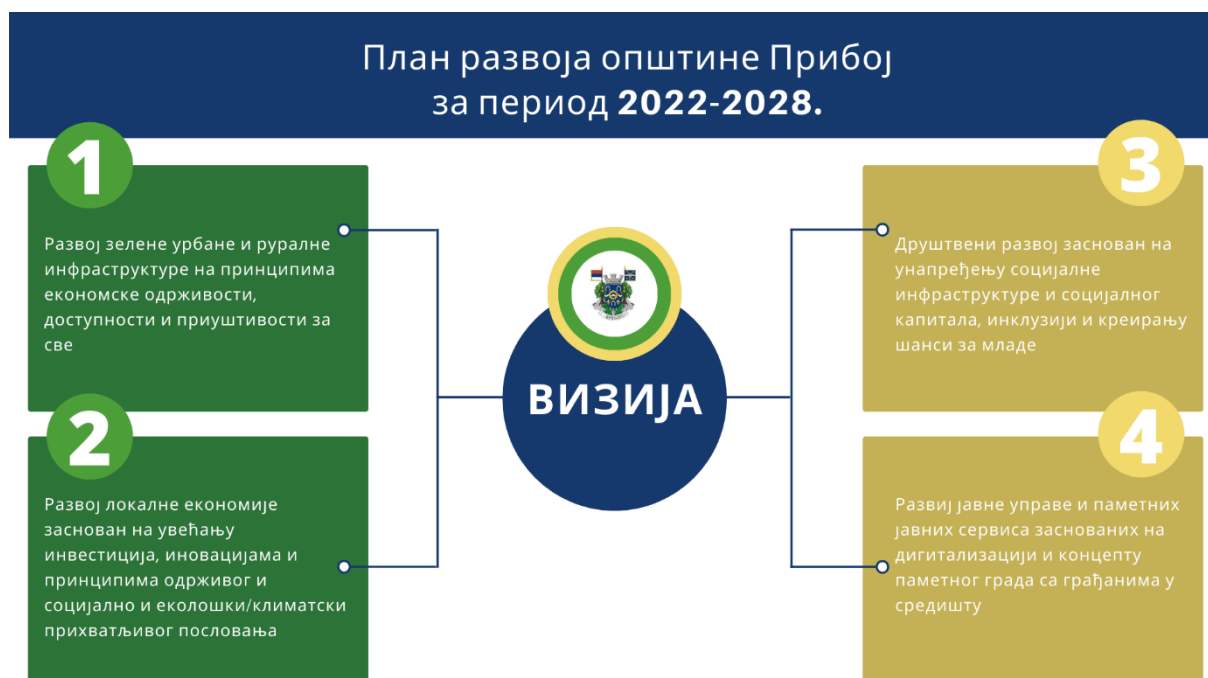 План развоја општине Прибој
за период 2022-2028.
1
Развој зелене урбане и руралне
инфраструктуре на принципима
економске одрживости,
доступности и приуштивости за
све
2
Развој локалне економије
заснован на увећању
инвестиција, иновацијама и
принципима одрживог и
социјално и еколошки/климатски
прихватљивог пословања
ВИЗИЈА
3
Друштвени развој заснован на
унапређењу социјалне
инфраструктуре и социјалног
капитала, инклузији и креирању
шанси за младе
4
Развиј јавне управе и паметних
јавних сервиса заснованих на
дигитализацији и концепту
паметног града са грађанима у
средишту